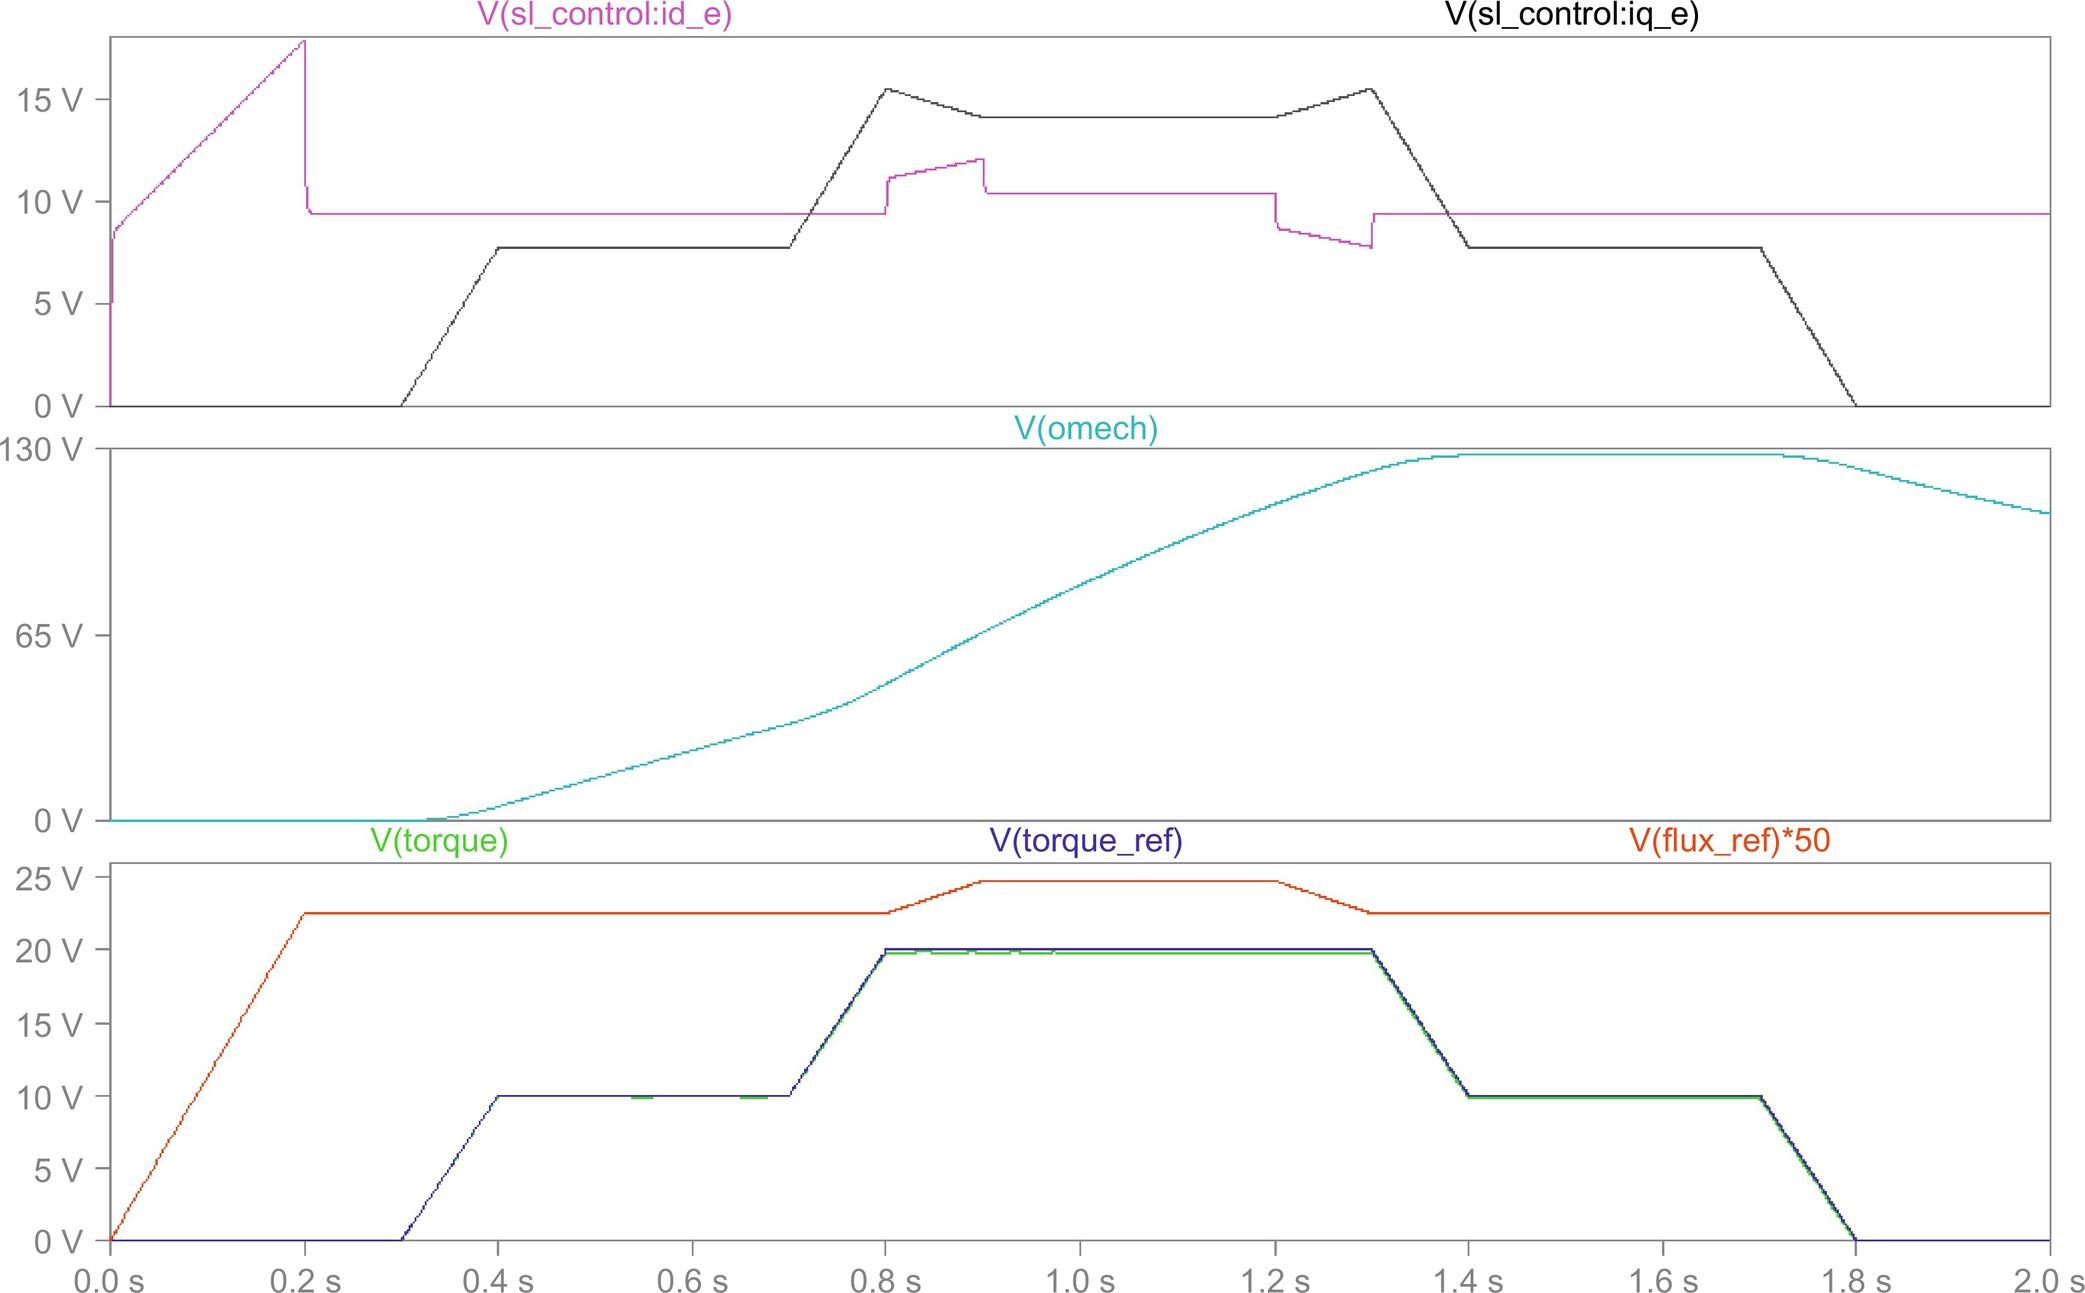 V(sl_control:id_e) V(sl_control:iq_e)
15 V
10 V
5 V
0 V
V(omech)
130 V
65 V
0 V
V(torque) V(torque_ref) V(flux_ref)*50
25 V
20 V
15 V
10 V
5 V
0 V
0.0 s 0.2 s 0.4 s 0.6 s 0.8 s 1.0 s 1.2 s 1.4 s 1.6 s 1.8 s 2.0 s